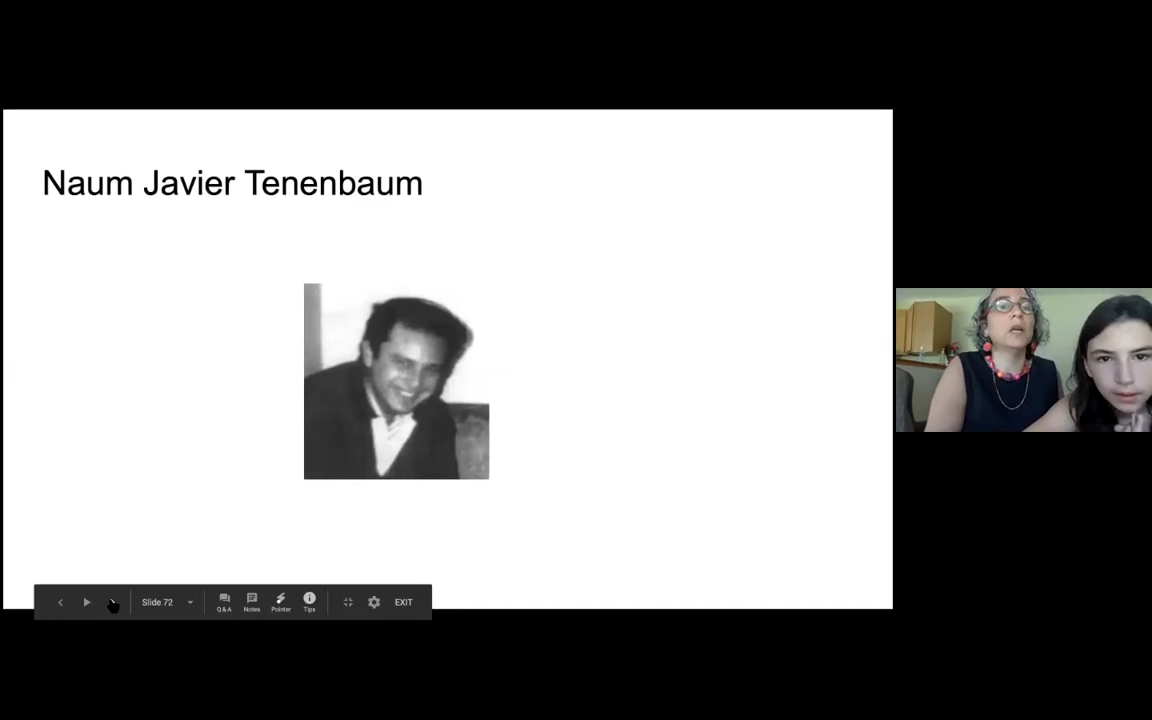 Naum Javier Tenenbaum
Slide 72
Q&A
Notes
Pointer
Tips
EXIT